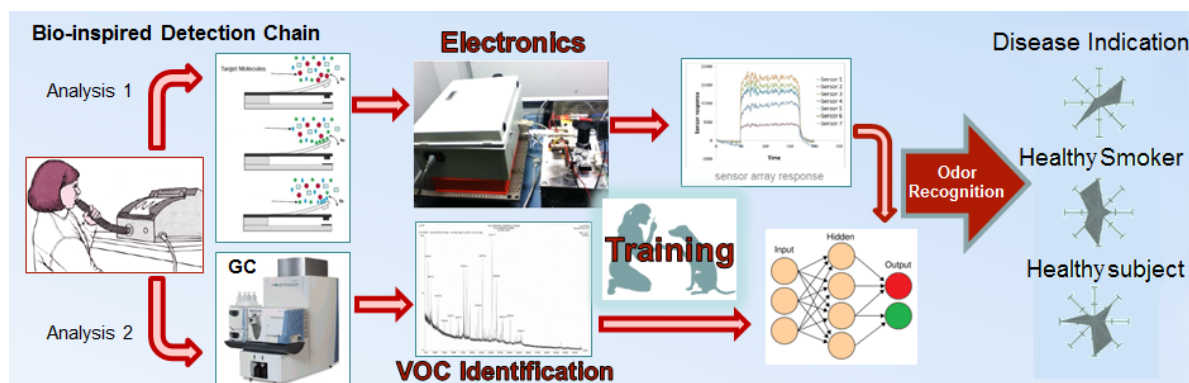 Bio-inspired Detection Chain
Analysis 1
Target Molecules
Electronics
Sensor response
Sensor 1
Sensor 2
Sensor 3
Sensor 4
Sensor 5
Sensor 6
Sensor 7
Time
sensor array response
Disease Indication
Healthy Smoker
Healthy subject
Odor
Recognition
Analysis 2
GC
VOC Identification
Training
Input
Hidden
Output